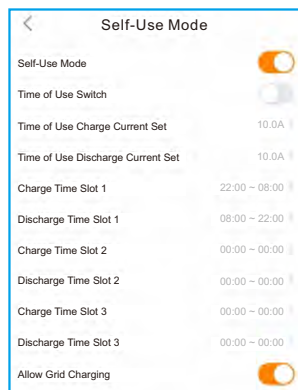 Self-Use Mode
Self-Use Mode
Time of Use Switch
Time of Use Charge Current Set 10.0A
Time of Use Discharge Current Set 10.0A
Charge Time Slot 1 22:00 ~ 08:00
Discharge Time Slot 1 08:00 ~ 22:00
Charge Time Slot 2 00:00 ~ 00:00
Discharge Time Slot 2 00:00 ~ 00:00
Charge Time Slot 3 00:00 ~ 00:00
Discharge Time Slot 3 00:00 ~ 00:00
Allow Grid Charging